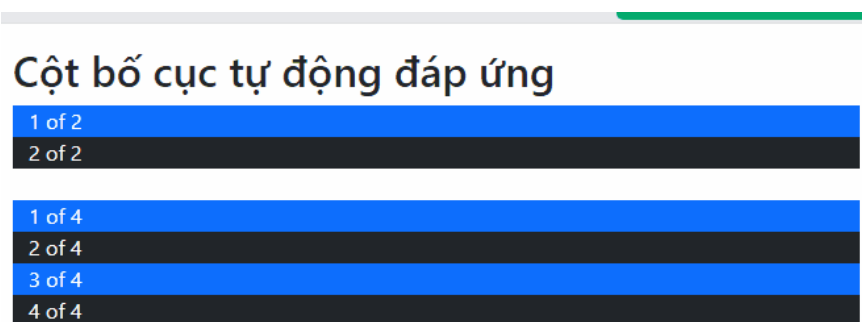 Cột bố cục tự động đáp ứng
1 of 2
2 of 2
1 of 4
2 of 4
3 of 4
4 of 4